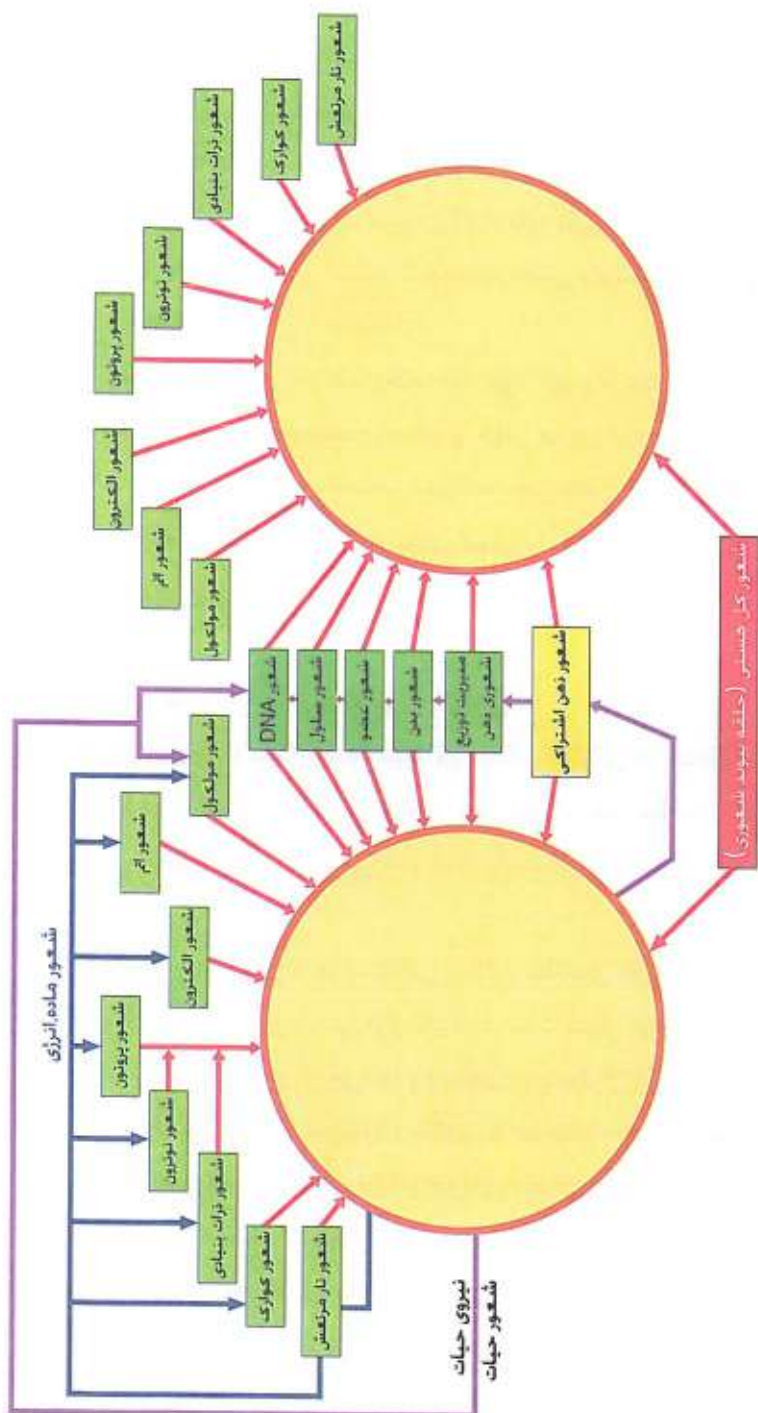 شعور تار مرتعش
شعور کوارک
شعور ذرات بنیادی
شعور نوترون
شعور پروتون
شعور الکترون
شعور اتم
شعور مولکول
شعور DNA
شعور سلول
شعور عضو
شعور بدن
مدیریت توزیع
شعوری ذهن
شعور ذهن اشتراکی
شعور کل هستی (حلقه پیوند شعوری)
شعور ماده,انرژی
شعور مولکول
شعور اتم
شعور الکترون
شعور پروتون
شعور نوترون
شعور ذرات بنیادی
شعور کوارک
شعور تار مرتعش
نیروی حیات
شعور حیات